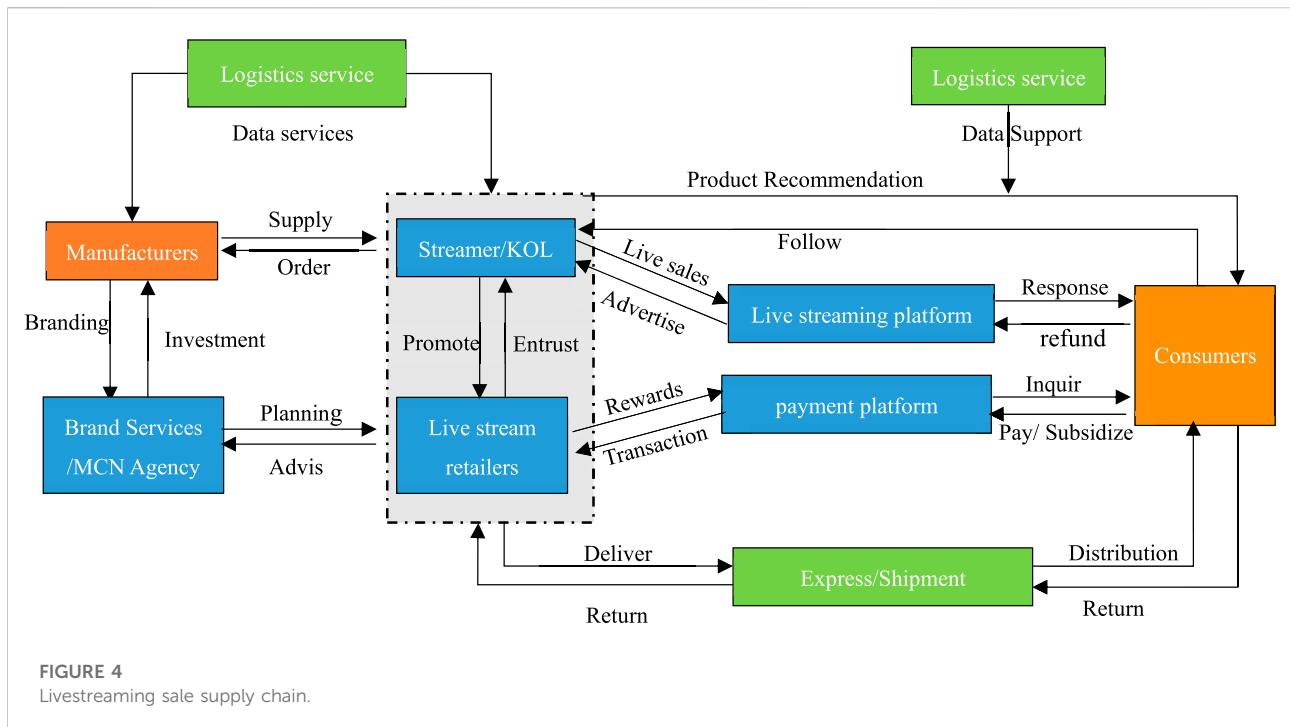 Logistics service
Logistics service
Data services
Data Support
Product Recommendation
Supply
Manufacturers
Order
Streamer/KOL
Follow
Live sales
Advertise
Live streaming platform
Response
refund
Consumers
Branding
Investment
Promote
Entrust
Brand Services
/MCN Agency
Planning
Advis
Live stream
retailers
Rewards
Transaction
payment platform
Inquir
Pay/ Subsidize
Deliver
Express/Shipment
Distribution
Return
Return
FIGURE 4
Livestreaming sale supply chain.